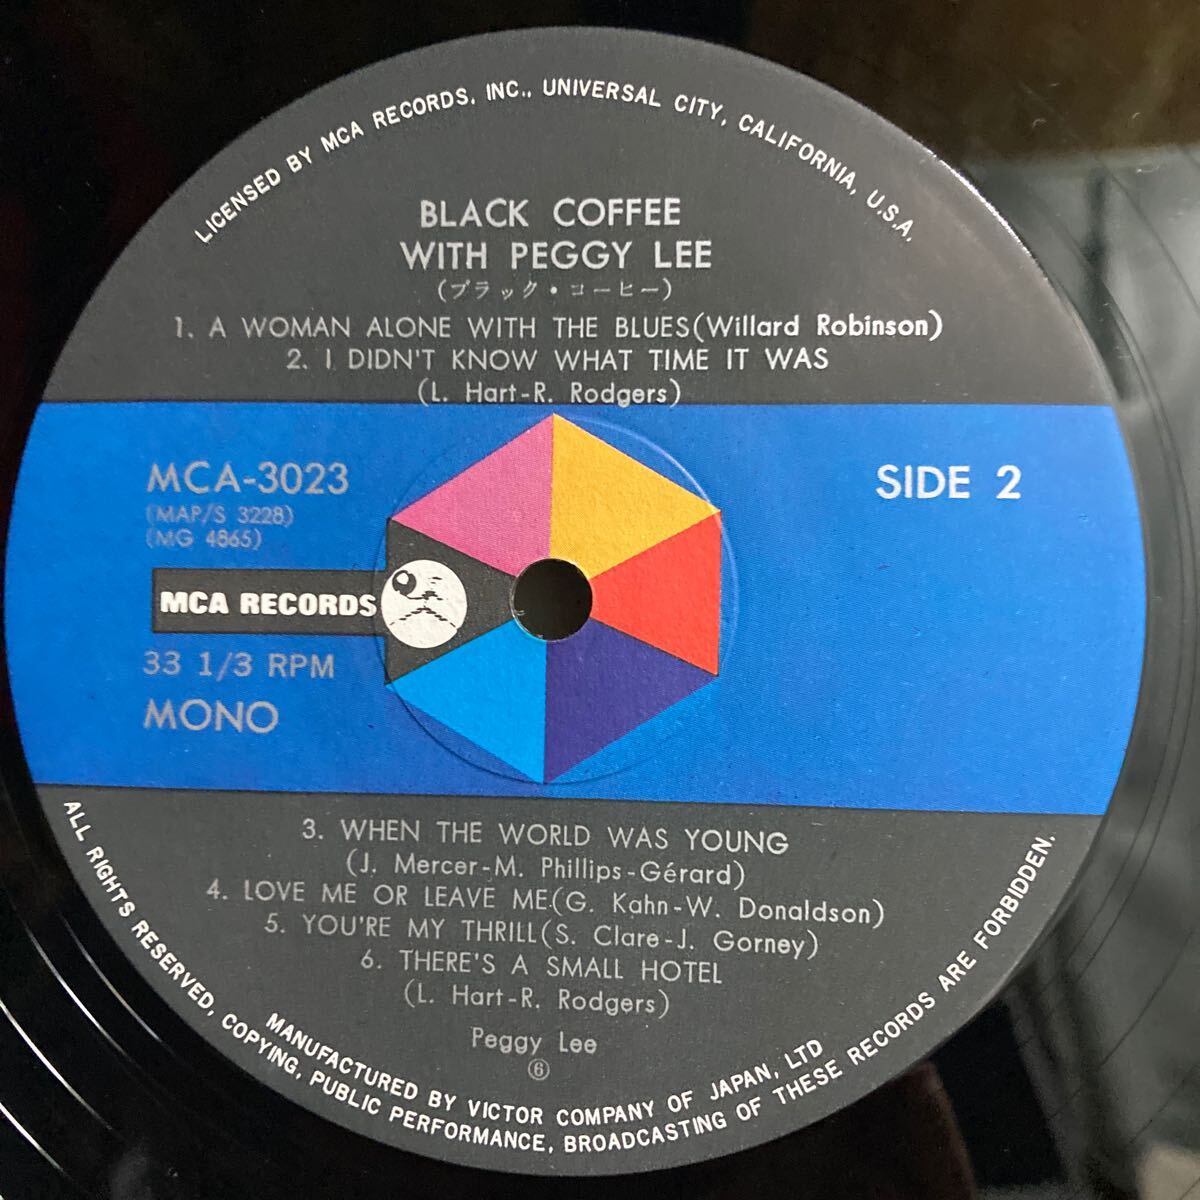 LICENSED BY MCA RECORDS, INC., UNIVERSAL CITY, CALIFORNIA, U.S.A.
BLACK COFFEE
WITH PEGGY LEE
(ブラック・コーヒー)
1. A WOMAN ALONE WITH THE BLUES(Willard Robinson)
2. I DIDN'T KNOW WHAT TIME IT WAS
(L. Hart-R. Rodgers)
MCA-3023
(MAP/S 3228)
(MG 4865)
SIDE 2
MCA RECORDS
33 1/3 RPM
MONO
3. WHEN THE WORLD WAS YOUNG
(J. Mercer-M. Phillips-Gérard)
4. LOVE ME OR LEAVE ME(G. Kahn-W. Donaldson)
5. YOU'RE MY THRILL(S. Clare-J. Gorney)
6. THERE'S A SMALL HOTEL
(L. Hart-R. Rodgers)
Peggy Lee
⑥
MANUFACTURED BY VICTOR COMPANY OF JAPAN, LTD
ALL RIGHTS RESERVED, COPYING, PUBLIC PERFORMANCE, BROADCASTING OF THESE RECORDS ARE FORBIDDEN.